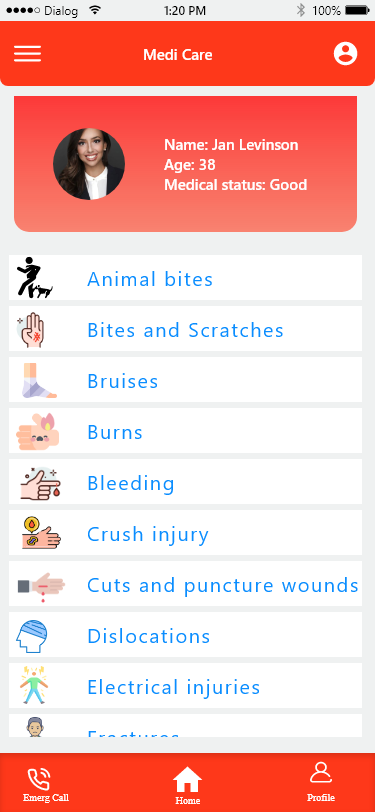 Dialog 1:20 PM 100%
Medi Care
Name: Jan Levinson
Age: 38
Medical status: Good
Animal bites
Bites and Scratches
Bruises
Burns
Bleeding
Crush injury
Cuts and puncture wounds
Dislocations
Electrical injuries
Fractures
Emerg Call Home Profile